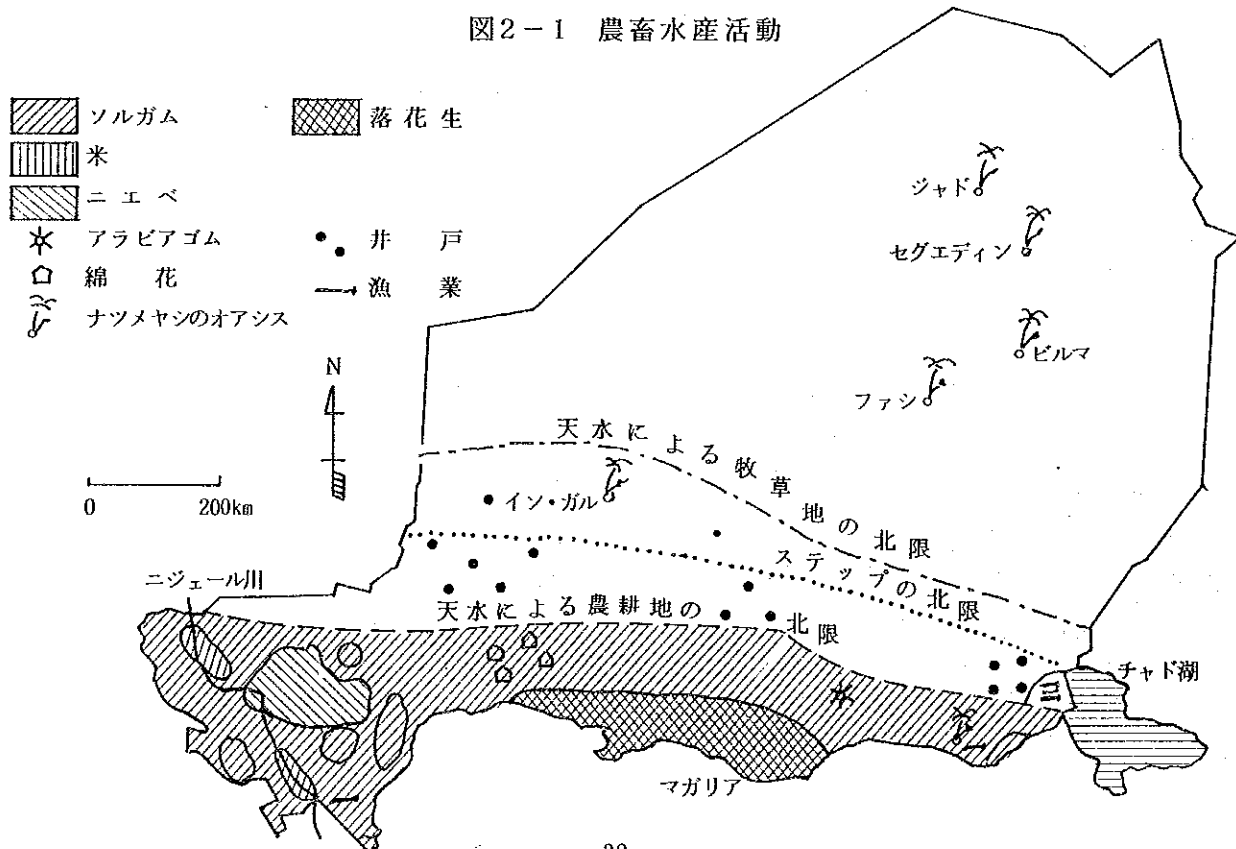 図2-1 農畜水産活動
ソルガム
落花生
米
ニエベ
アラビアゴム
井戸
綿花
漁業
ナツメヤシのオアシス
N
0 200km
ジャド
セグエディン
ビルマ
ファシ
天水による牧草地の北限
イン・ガル
ステップの北限
ニジェール川
天水による農耕地の北限
チャド湖
マガリア